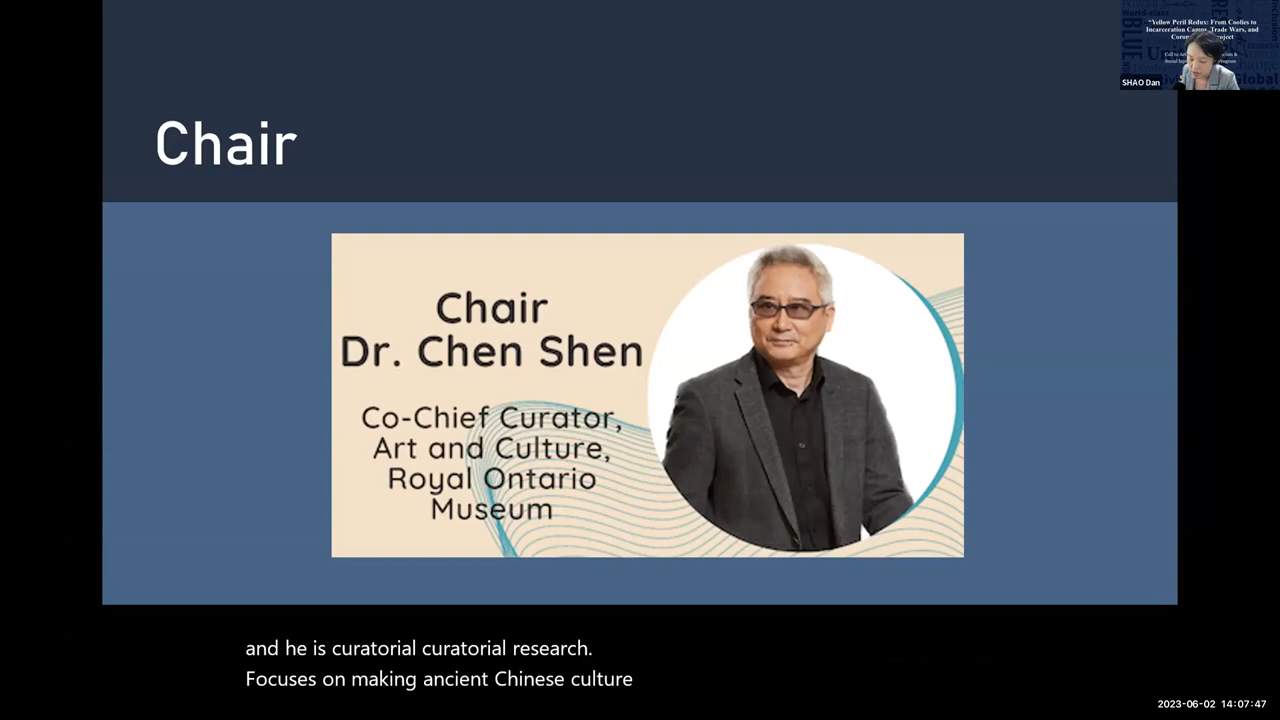 Chair
Chair
Dr. Chen Shen
Co-Chief Curator,
Art and Culture,
Royal Ontario
Museum
"Yellow Peril Redux: From Coolies to
Incarceration Camps, Trade Wars, and
SHAO Dan
and he is curatorial curatorial research.
Focuses on making ancient Chinese culture
2023-06-02 14:07:47